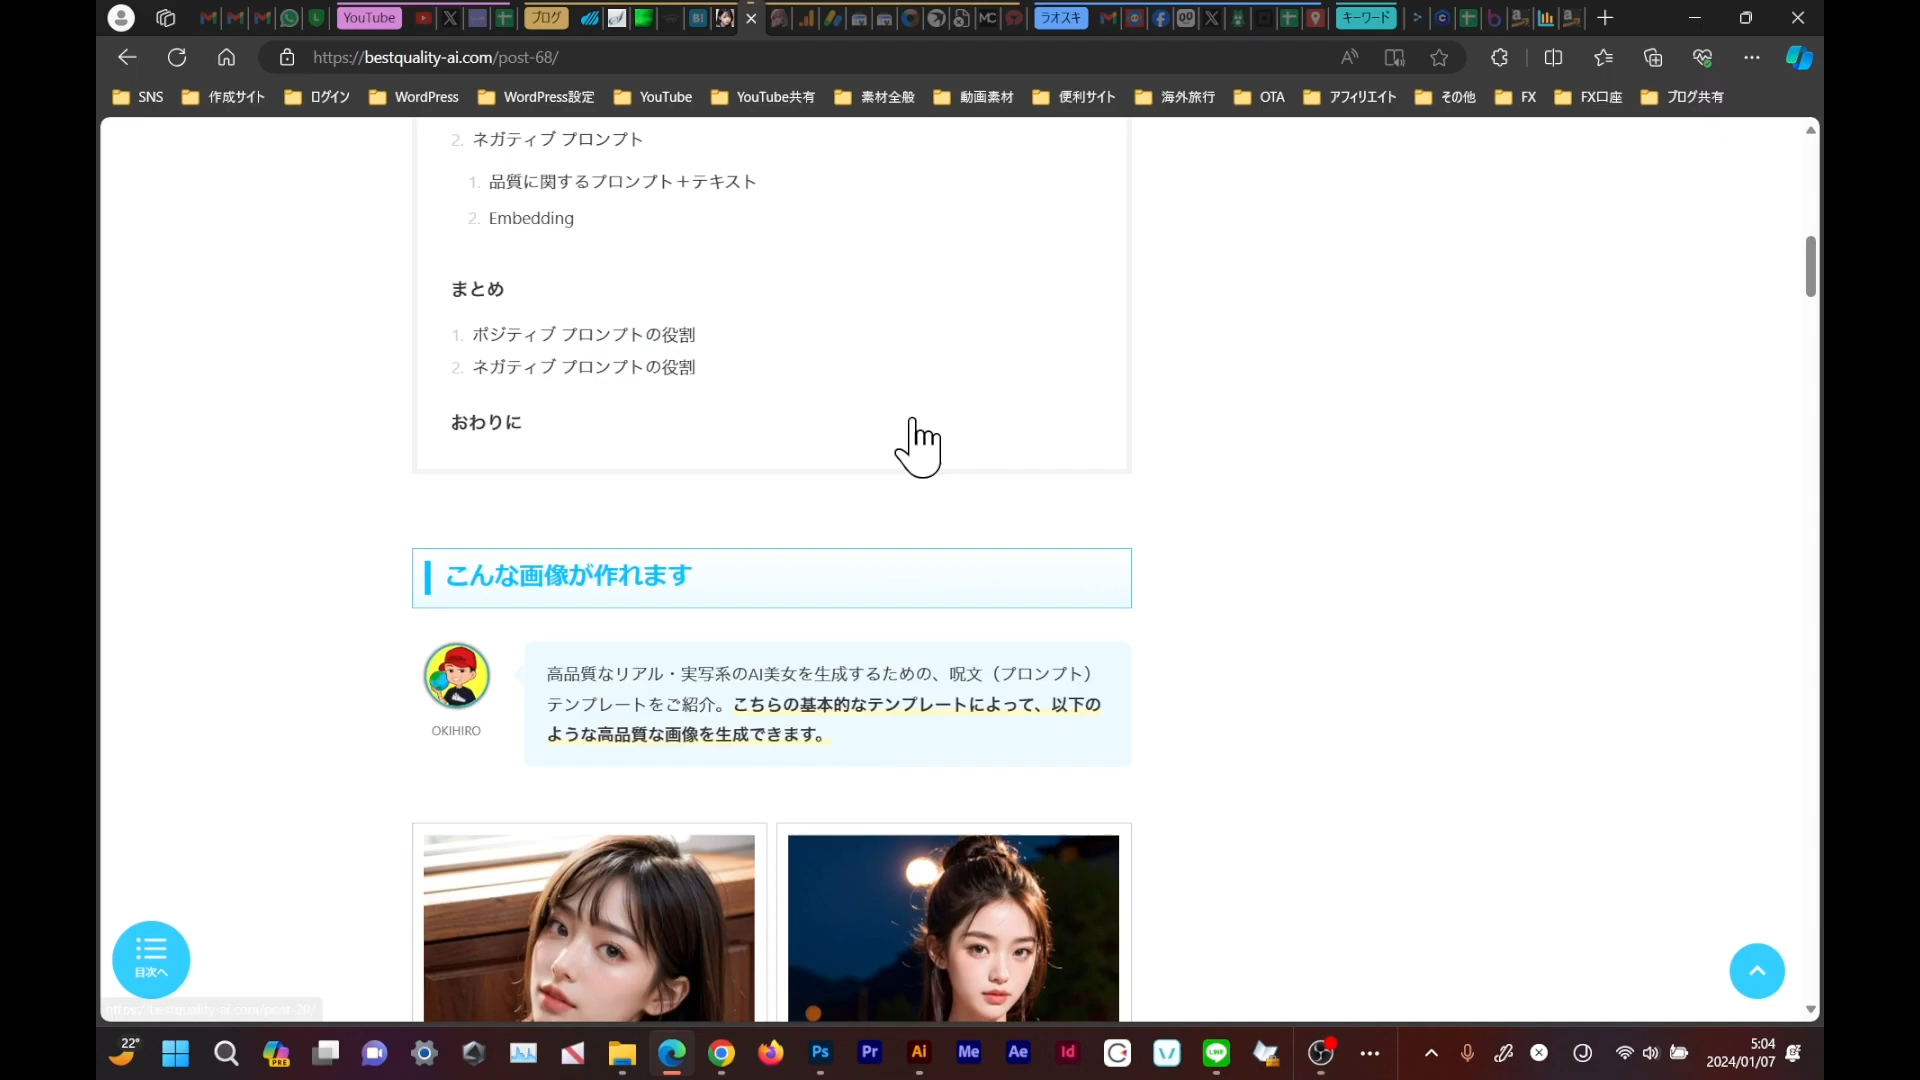 YouTube
ブログ
ラオスキ
キーワード
https://bestquality-ai.com/post-68/
SNS
作成サイト
ログイン
WordPress
WordPress設定
YouTube
YouTube共有
素材全般
動画素材
便利サイト
海外旅行
OTA
アフィリエイト
その他
FX
FX口座
ブログ共有
2. ネガティブ プロンプト
1. 品質に関するプロンプト＋テキスト
2. Embedding
まとめ
1. ポジティブ プロンプトの役割
2. ネガティブ プロンプトの役割
おわりに
こんな画像が作れます
高品質なリアル・実写系のAI美女を生成するための、呪文（プロンプト）
テンプレートをご紹介。こちらの基本的なテンプレートによって、以下の
ような高品質な画像を生成できます。
OKIHIRO
目次へ
22°
PRE
Ps
Pr
Ai
Me
Ae
Id
LINE
5:04
2024/01/07